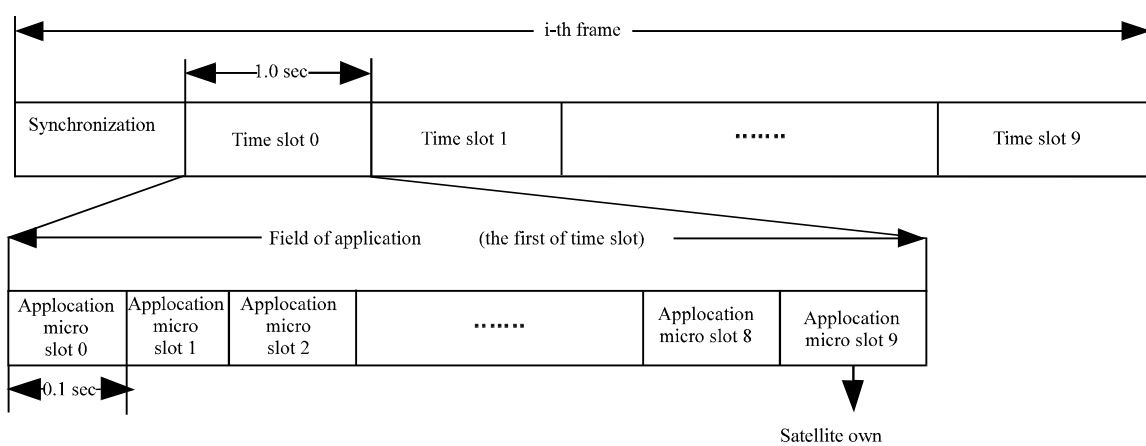 i-th frame
1.0 sec
Synchronization
Time slot 0
Time slot 1
.......
Time slot 9
Field of application (the first of time slot)
Applocation
micro
slot 0
Applocation
micro
slot 1
Applocation
micro
slot 2
.......
Applocation
micro slot 8
Applocation
micro slot 9
0.1 sec
Satellite own